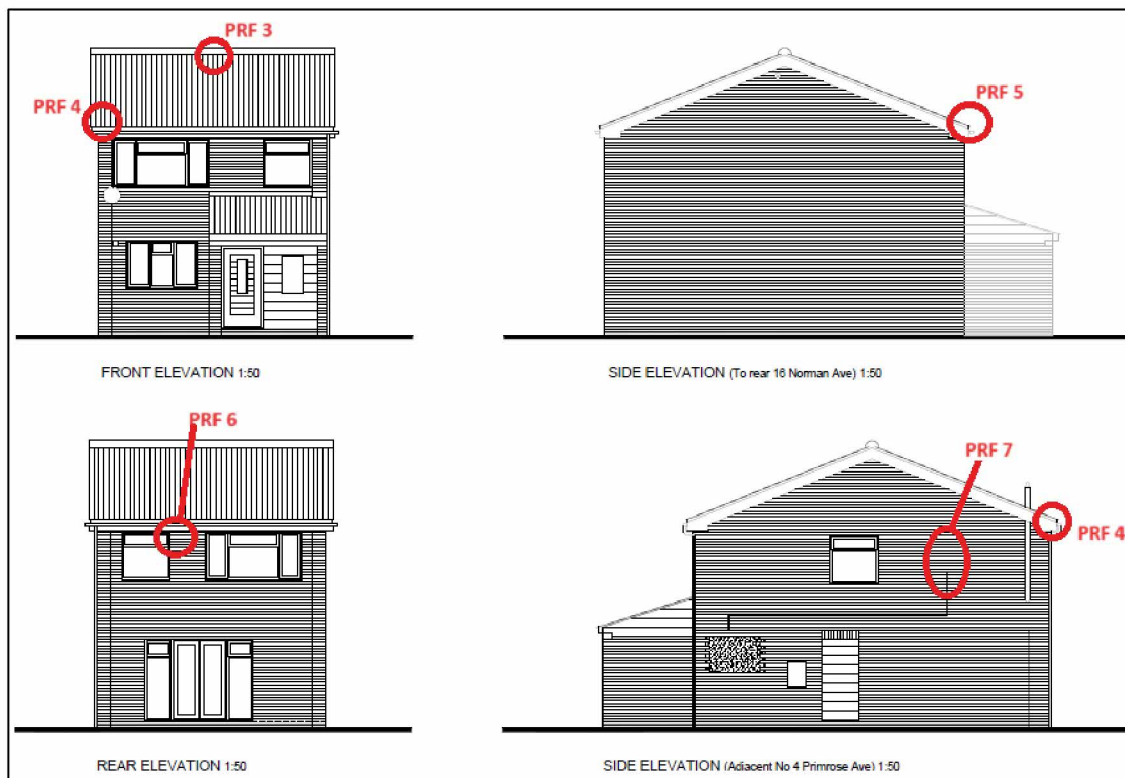 PRF 3
PRF 4
PRF 5
FRONT ELEVATION 1:50
SIDE ELEVATION (To rear 16 Norman Ave) 1:50
PRF 6
PRF 7
PRF 4
REAR ELEVATION 1:50
SIDE ELEVATION (Adjacent No 4 Primrose Ave) 1:50